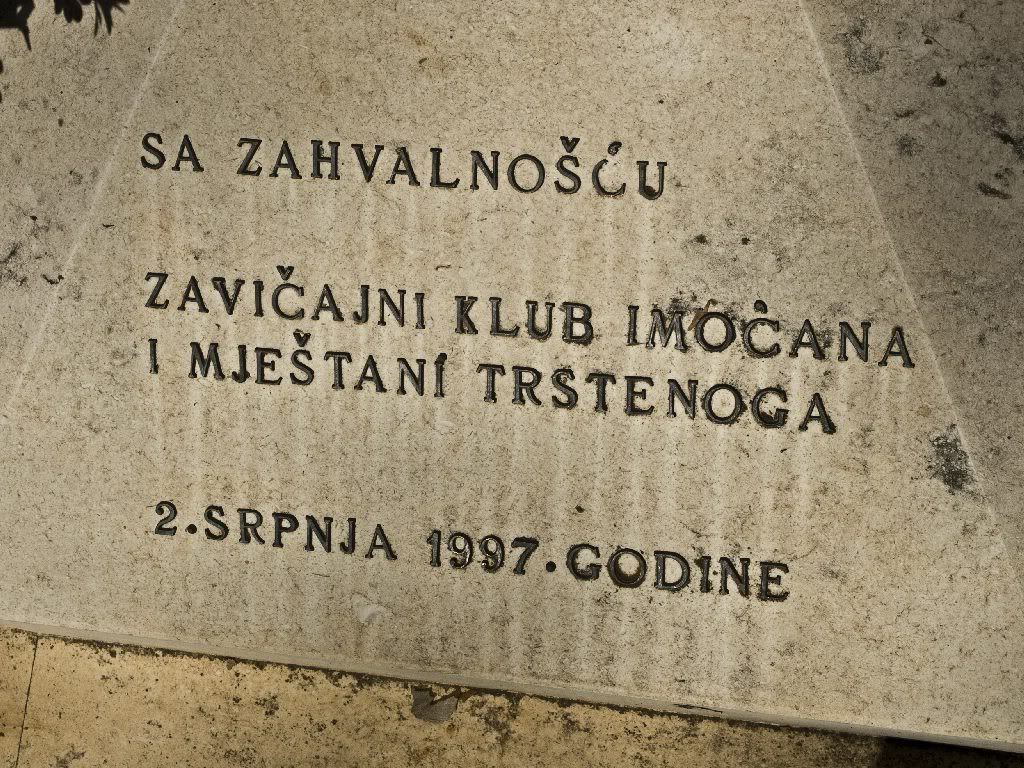 SA ZAHVALNOŠĆU
ZAVIČAJNI KLUB IMOĆANA
I MJEŠTANI TRSTENOGA
2.SRPNJA 1997.GODINE